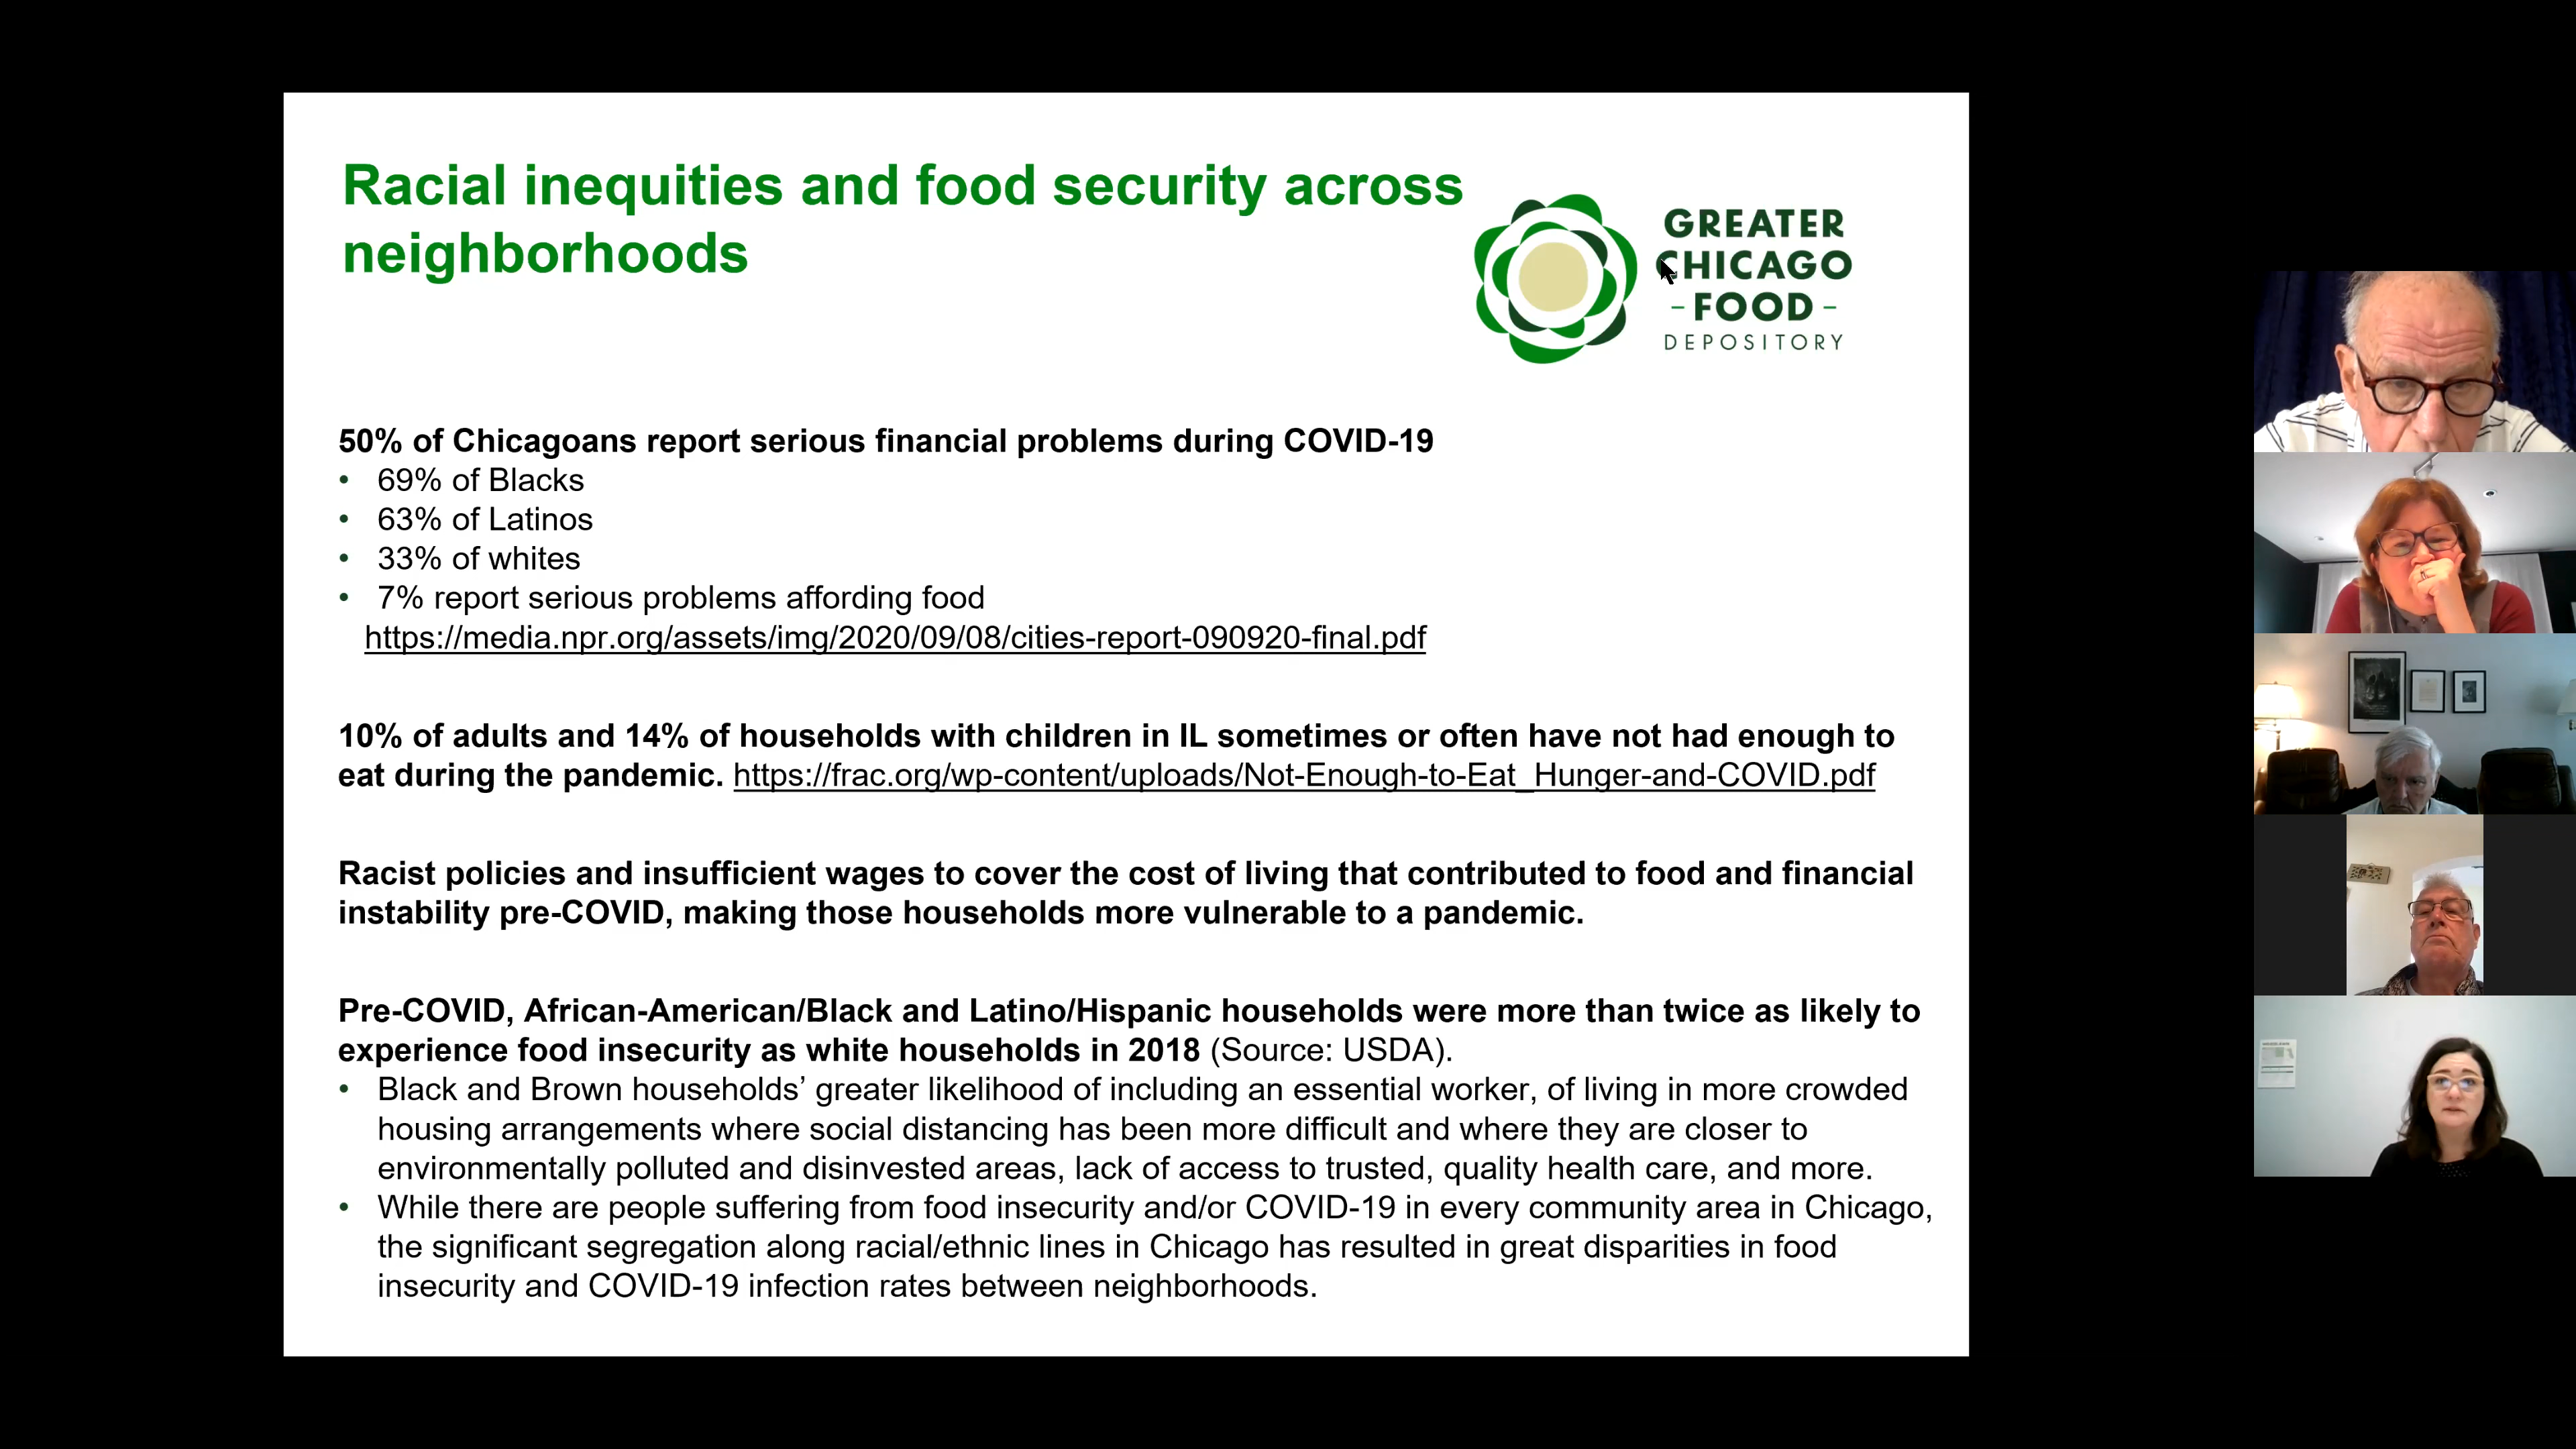 Racial inequities and food security across
neighborhoods
GREATER
CHICAGO
- FOOD -
DEPOSITORY
50% of Chicagoans report serious financial problems during COVID-19
• 69% of Blacks
• 63% of Latinos
• 33% of whites
• 7% report serious problems affording food
https://media.npr.org/assets/img/2020/09/08/cities-report-090920-final.pdf
10% of adults and 14% of households with children in IL sometimes or often have not had enough to
eat during the pandemic. https://frac.org/wp-content/uploads/Not-Enough-to-Eat_Hunger-and-COVID.pdf
Racist policies and insufficient wages to cover the cost of living that contributed to food and financial
instability pre-COVID, making those households more vulnerable to a pandemic.
Pre-COVID, African-American/Black and Latino/Hispanic households were more than twice as likely to
experience food insecurity as white households in 2018 (Source: USDA).
• Black and Brown households’ greater likelihood of including an essential worker, of living in more crowded
housing arrangements where social distancing has been more difficult and where they are closer to
environmentally polluted and disinvested areas, lack of access to trusted, quality health care, and more.
• While there are people suffering from food insecurity and/or COVID-19 in every community area in Chicago,
the significant segregation along racial/ethnic lines in Chicago has resulted in great disparities in food
insecurity and COVID-19 infection rates between neighborhoods.